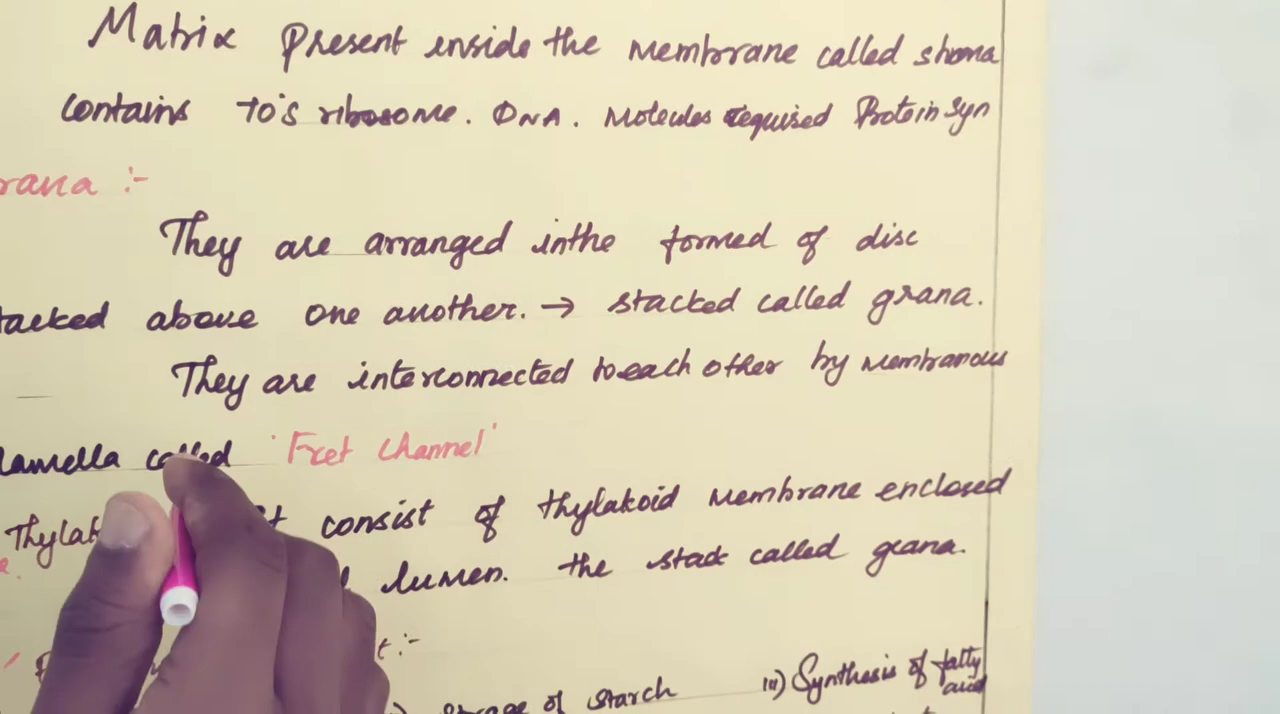 Matrix present inside the membrane called stroma
contains 70's ribosome. DNA. Molecules required Protein syn
rana :-
They are arranged inthe formed of disc
tacked above one another. → stacked called grana.
They are interconnected to each other by membranous
lamella called 'Fret channel'
Thylak consist of thylakoid membrane enclosed
lumen. the stack called grana.
t :-
storage of starch iii) Synthesis of fatty
acid